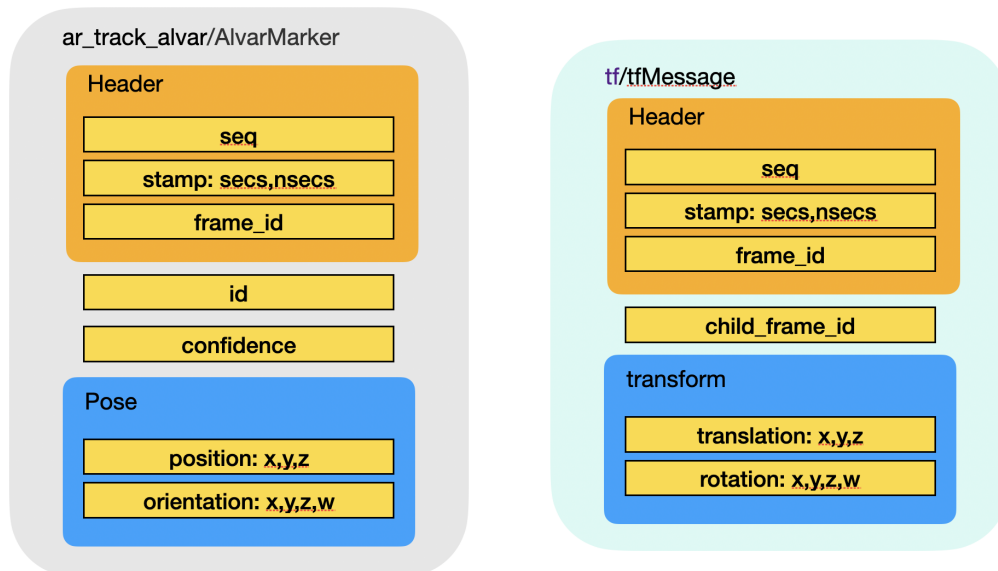 ar_track_alvar/AlvarMarker
Header
seq
stamp: secs,nsecs
frame_id
id
confidence
Pose
position: x,y,z
orientation: x,y,z,w
tf/tfMessage
Header
seq
stamp: secs,nsecs
frame_id
child_frame_id
transform
translation: x,y,z
rotation: x,y,z,w